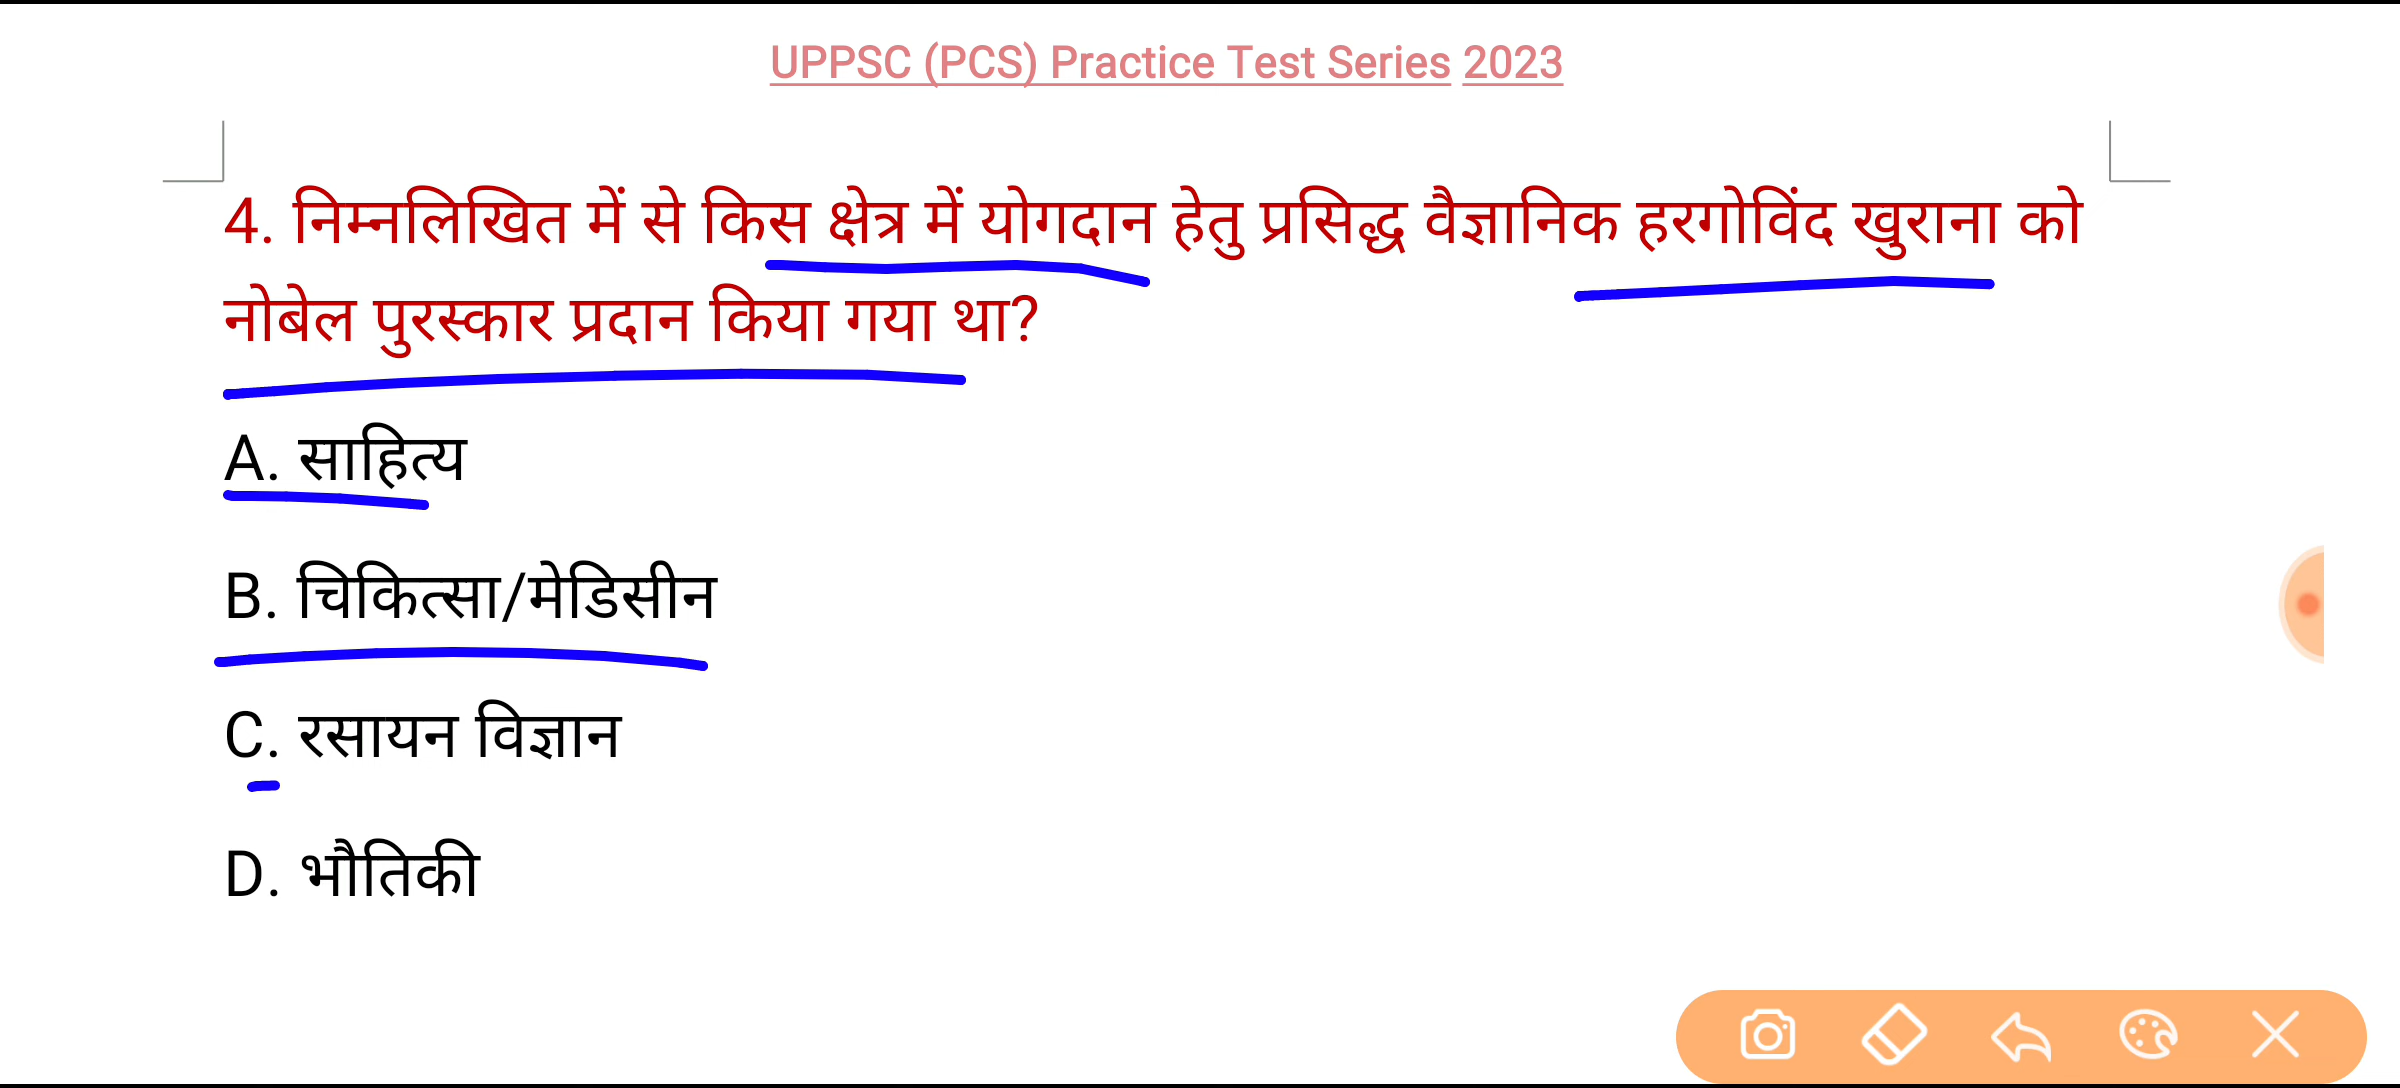 UPPSC (PCS) Practice Test Series 2023
4. निम्नलिखित में से किस क्षेत्र में योगदान हेतु प्रसिद्ध वैज्ञानिक हरगोविंद खुराना को
नोबेल पुरस्कार प्रदान किया गया था?
A. साहित्य
B. चिकित्सा/मेडिसीन
C. रसायन विज्ञान
D. भौतिकी